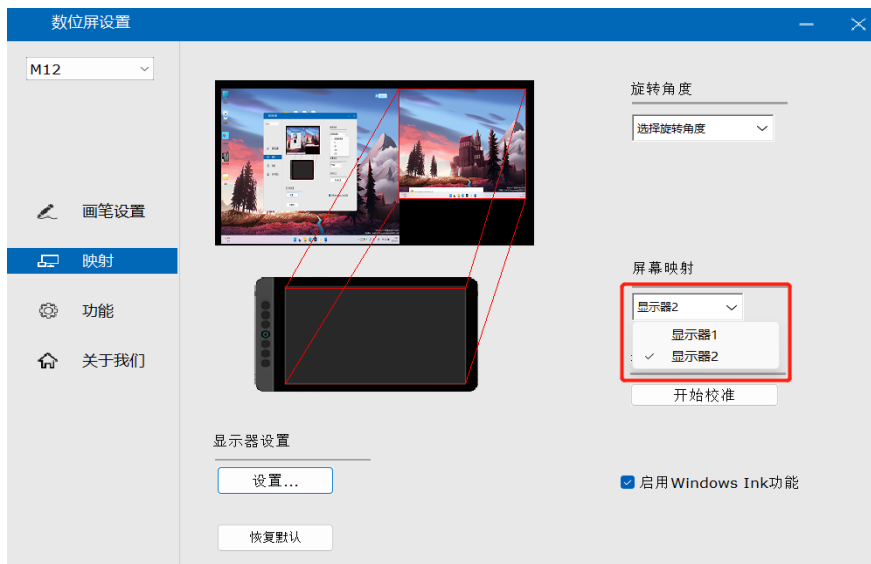 数位屏设置
M12
画笔设置
映射
功能
关于我们
旋转角度
选择旋转角度
屏幕映射
显示器2
显示器1
显示器2
开始校准
显示器设置
设置...
启用Windows Ink功能
恢复默认